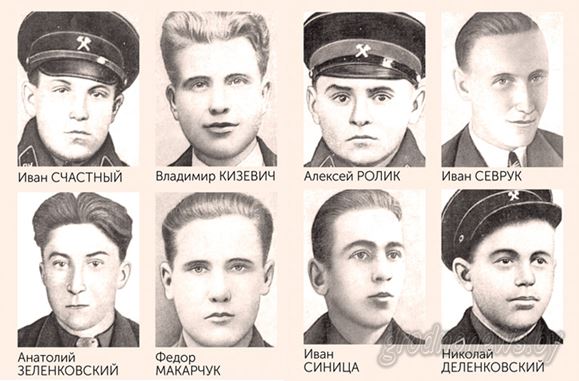 Иван СЧАСТНЫЙ
Владимир КИЗЕВИЧ
Алексей РОЛИК
Иван СЕВРУК
Анатолий
ЗЕЛЕНКОВСКИЙ
Федор
МАКАРЧУК
Иван
СИНИЦА
Николай
ДЕЛЕНКОВСКИЙ
grodnonews.by